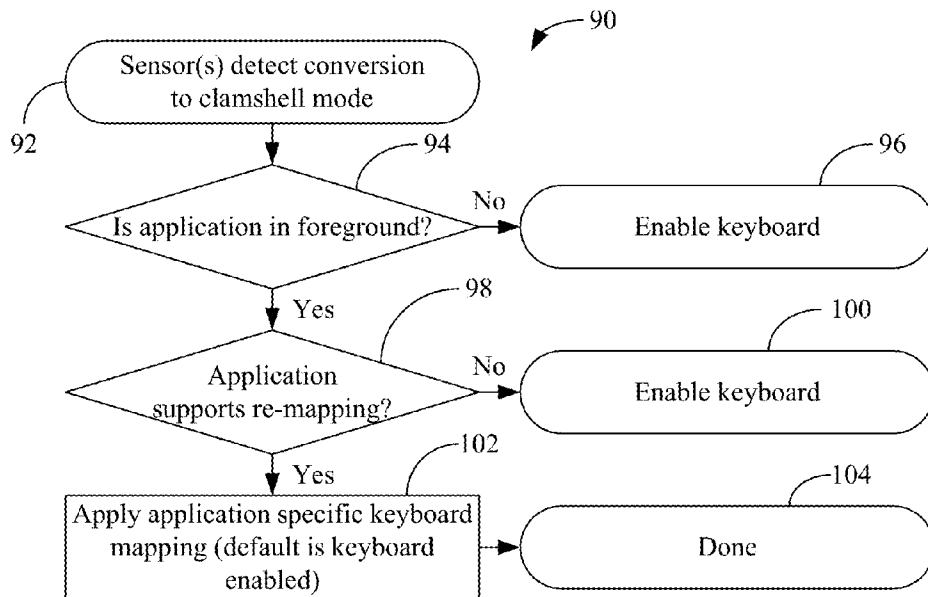 90
Sensor(s) detect conversion
to clamshell mode
92
94
96
Is application in foreground?
No
Enable keyboard
Yes
98
100
Application
supports re-mapping?
No
Enable keyboard
Yes
102
104
Apply application specific keyboard
mapping (default is keyboard
enabled)
Done